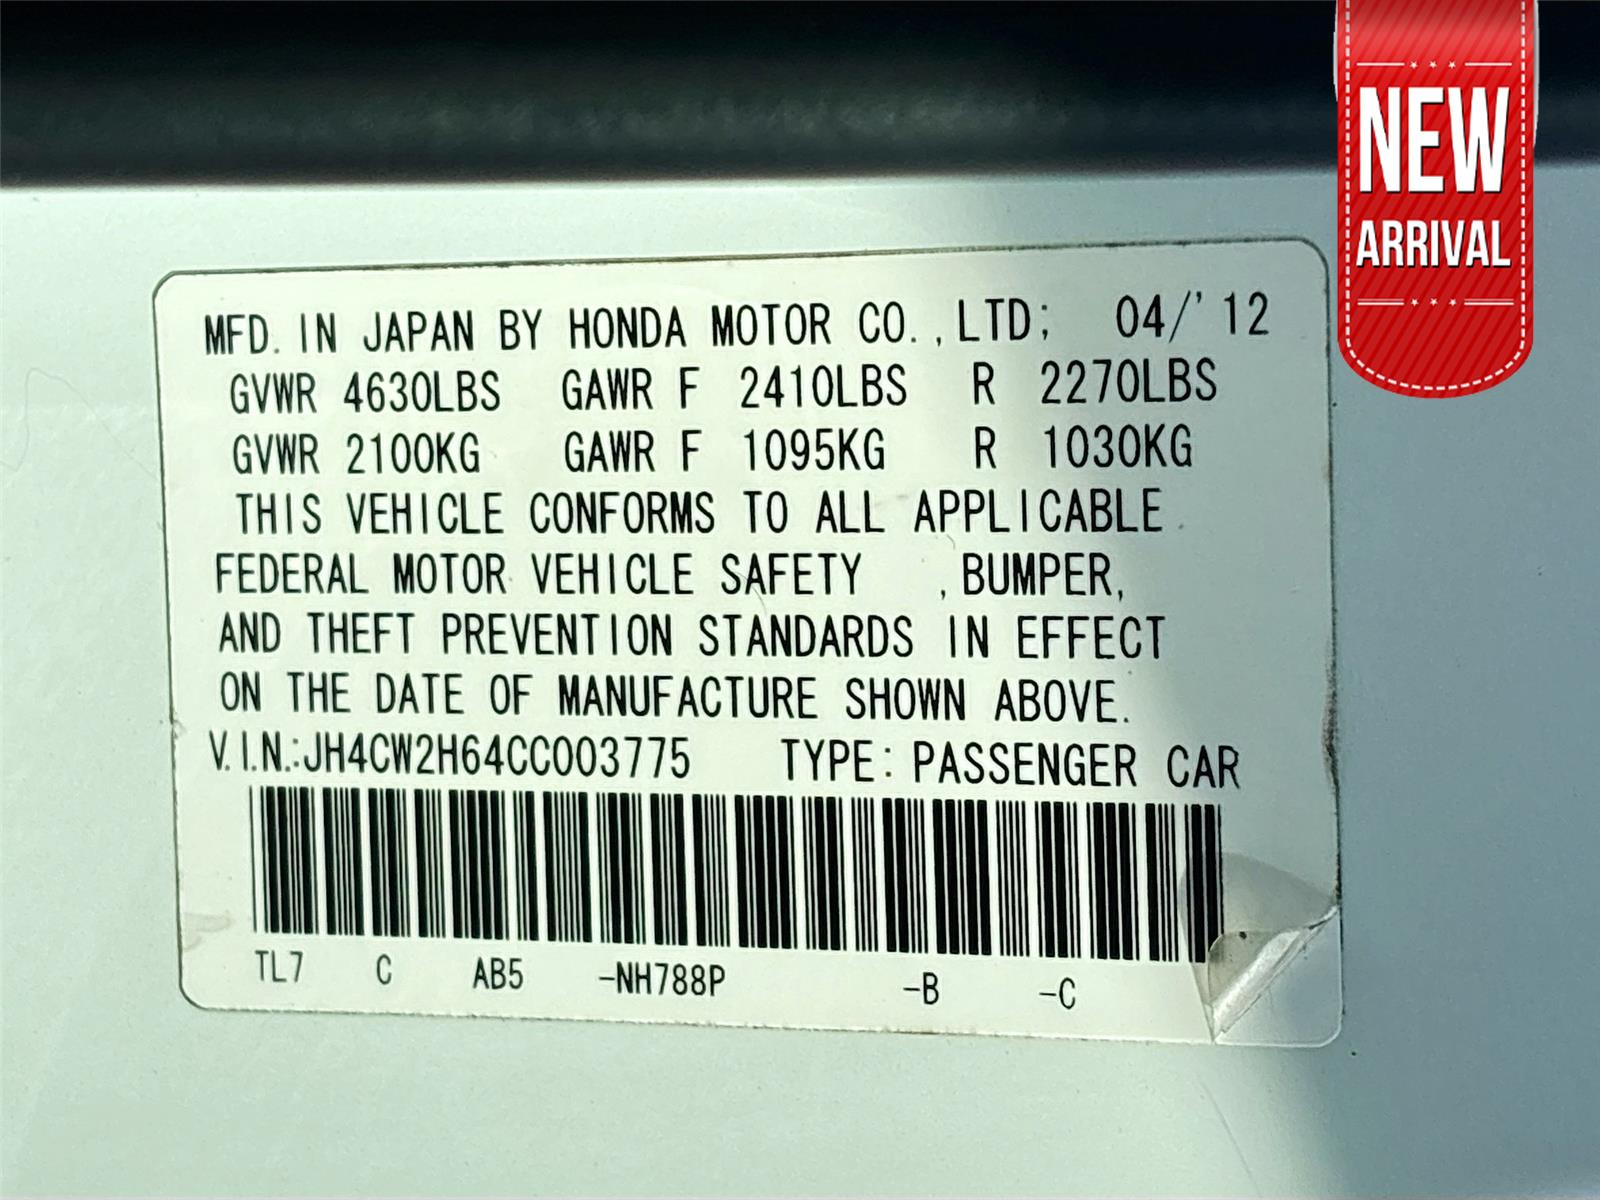 NEW
ARRIVAL
MFD. IN JAPAN BY HONDA MOTOR CO.,LTD; 04/'12
GVWR 4630LBS GAWR F 2410LBS R 2270LBS
GVWR 2100KG GAWR F 1095KG R 1030KG
THIS VEHICLE CONFORMS TO ALL APPLICABLE
FEDERAL MOTOR VEHICLE SAFETY , BUMPER,
AND THEFT PREVENTION STANDARDS IN EFFECT
ON THE DATE OF MANUFACTURE SHOWN ABOVE.
V.I.N.:JH4CW2H64CC003775 TYPE: PASSENGER CAR
TL7 C AB5 -NH788P -B -C